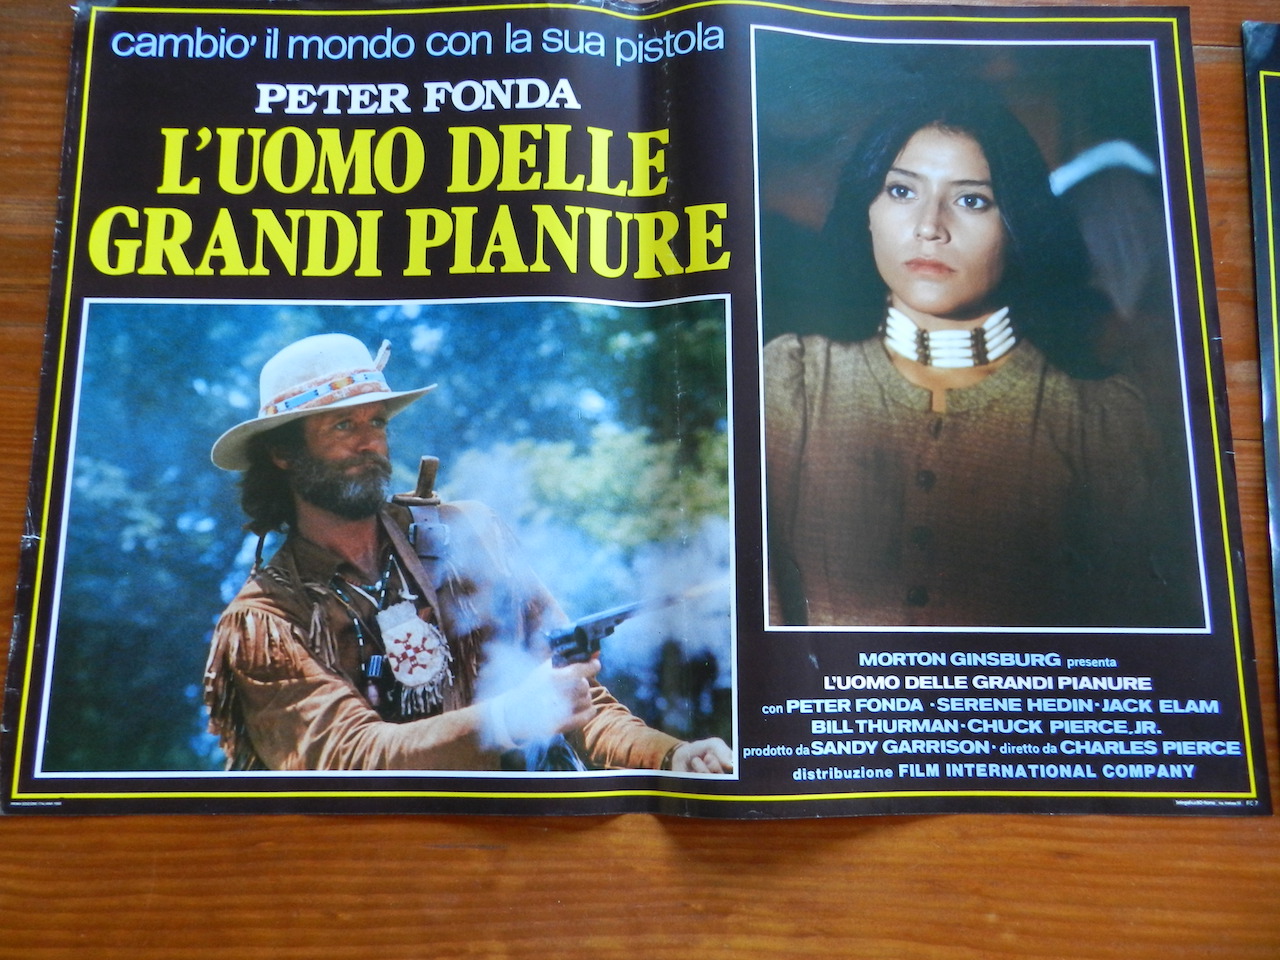 cambio' il mondo con la sua pistola
PETER FONDA
L'UOMO DELLE
GRANDI PIANURE
MORTON GINSBURG presenta
L'UOMO DELLE GRANDI PIANURE
con PETER FONDA · SERENE HEDIN · JACK ELAM
BILL THURMAN · CHUCK PIERCE, JR.
prodotto da SANDY GARRISON · diretto da CHARLES PIERCE
distribuzione FILM INTERNATIONAL COMPANY